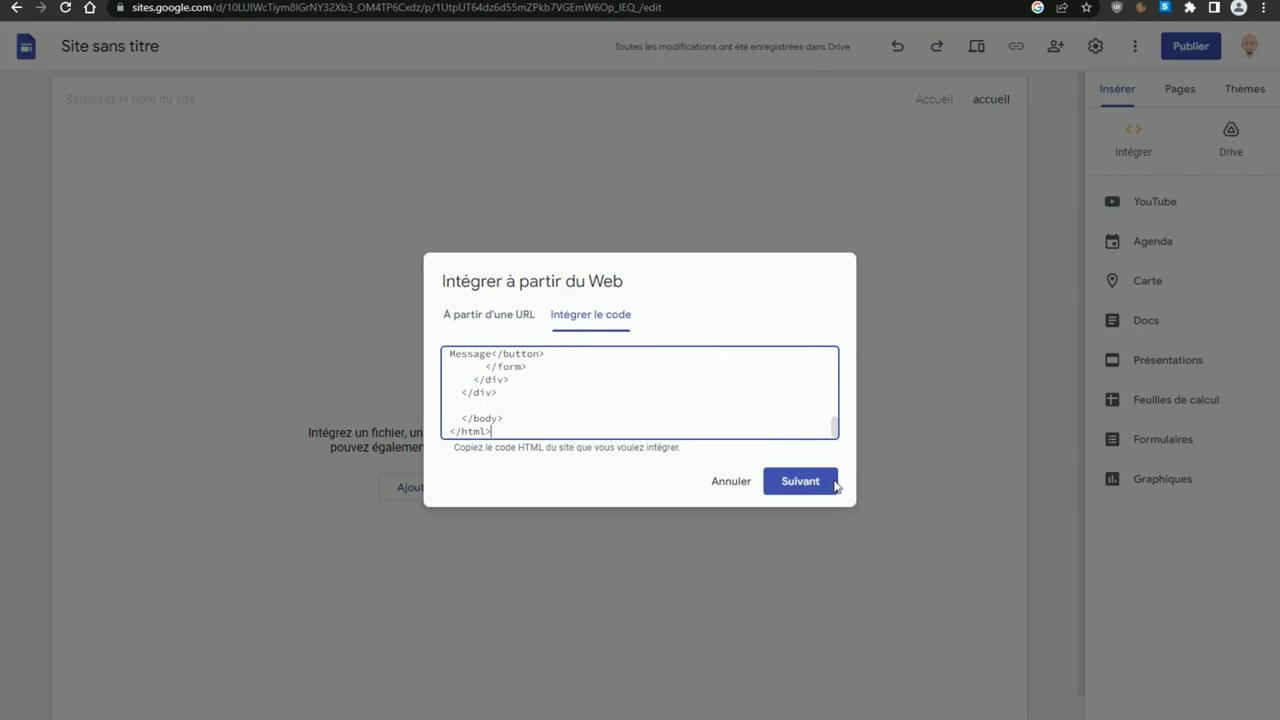 sites.google.com/d/10LUIWcTiym8IGrNY32Xb3_OM4TP6Cxdz/p/1UtpUT64dz6d55mZPkb7VGEmW6Op_lEQ_/edit
Site sans titre
Toutes les modifications ont été enregistrées dans Drive
Publier
Saisissez le nom du site
Accueil
accueil
Insérer
Pages
Thèmes
Intégrer
Drive
YouTube
Agenda
Carte
Docs
Présentations
Feuilles de calcul
Formulaires
Graphiques
Intégrez un fichier, un
pouvez égalemen
Ajout
Intégrer à partir du Web
À partir d'une URL
Intégrer le code
Message</button>
</form>
</div>
</div>
</body>
</html>
Copiez le code HTML du site que vous voulez intégrer.
Annuler
Suivant